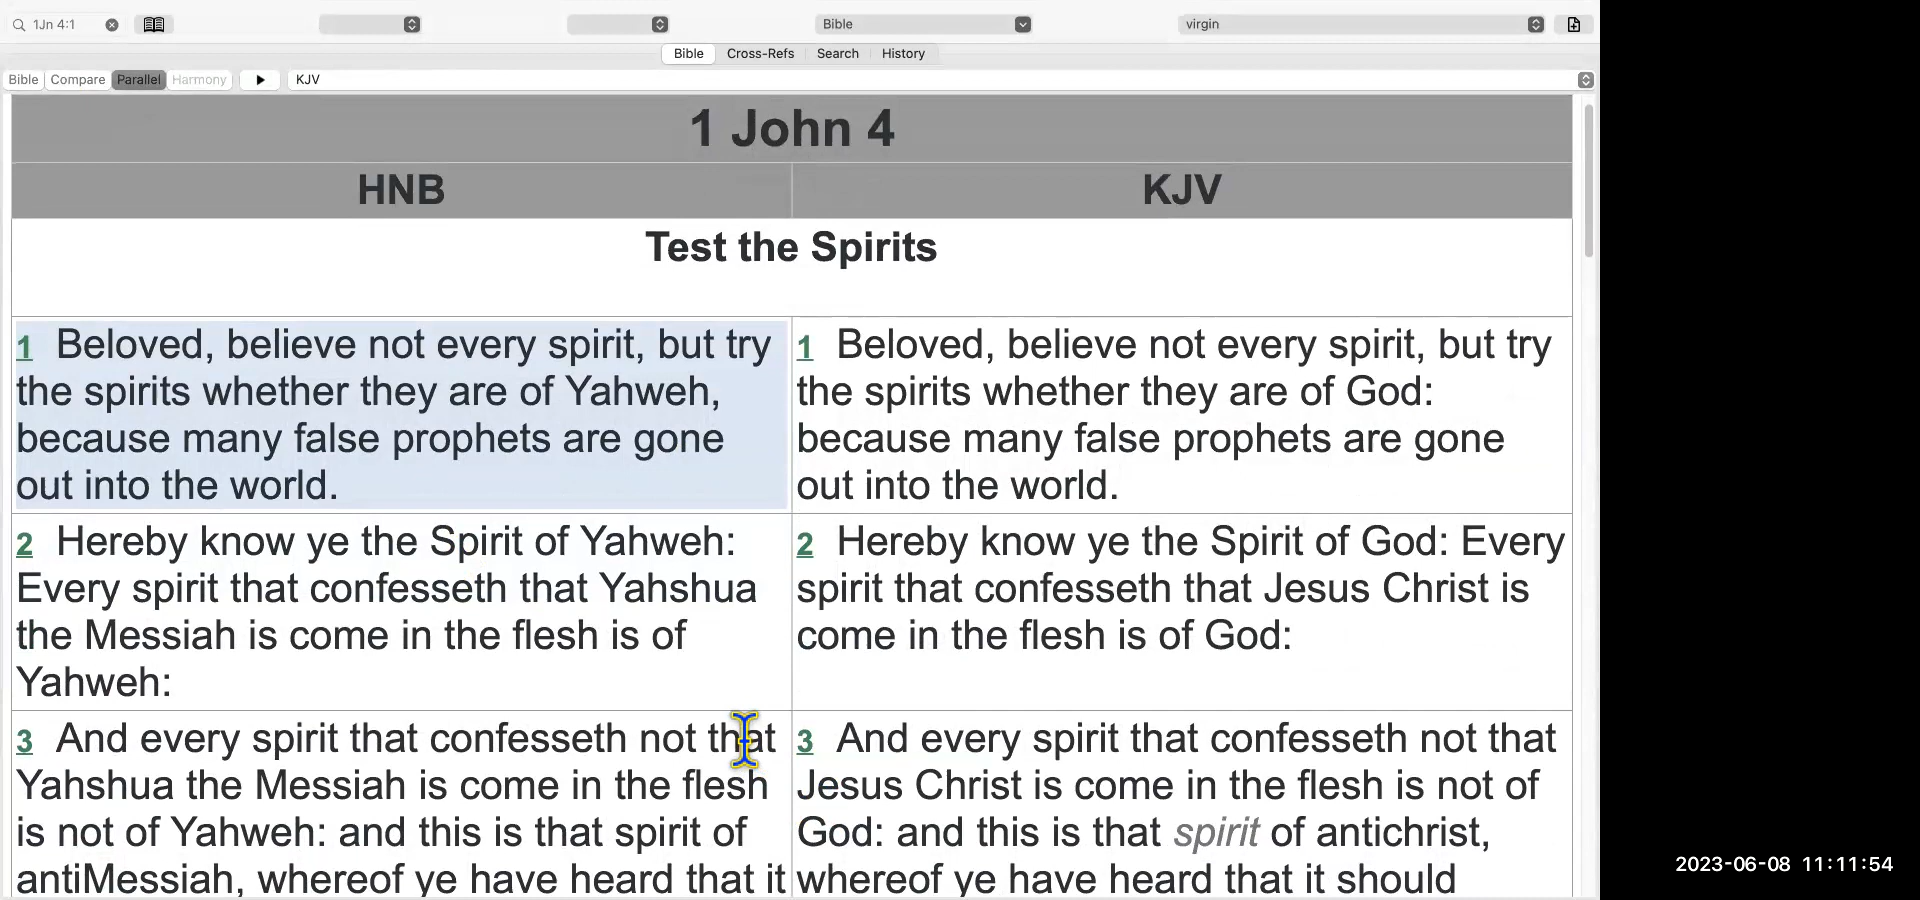 1Jn 4:1 Bible virgin
Bible Cross-Refs Search History
Bible Compare Parallel Harmony KJV
1 John 4
HNB KJV
Test the Spirits
1 Beloved, believe not every spirit, but try
the spirits whether they are of Yahweh,
because many false prophets are gone
out into the world.
1 Beloved, believe not every spirit, but try
the spirits whether they are of God:
because many false prophets are gone
out into the world.
2 Hereby know ye the Spirit of Yahweh:
Every spirit that confesseth that Yahshua
the Messiah is come in the flesh is of
Yahweh:
2 Hereby know ye the Spirit of God: Every
spirit that confesseth that Jesus Christ is
come in the flesh is of God:
3 And every spirit that confesseth not that
Yahshua the Messiah is come in the flesh
is not of Yahweh: and this is that spirit of
antiMessiah, whereof ye have heard that it
3 And every spirit that confesseth not that
Jesus Christ is come in the flesh is not of
God: and this is that spirit of antichrist,
whereof ye have heard that it should
2023-06-08 11:11:54